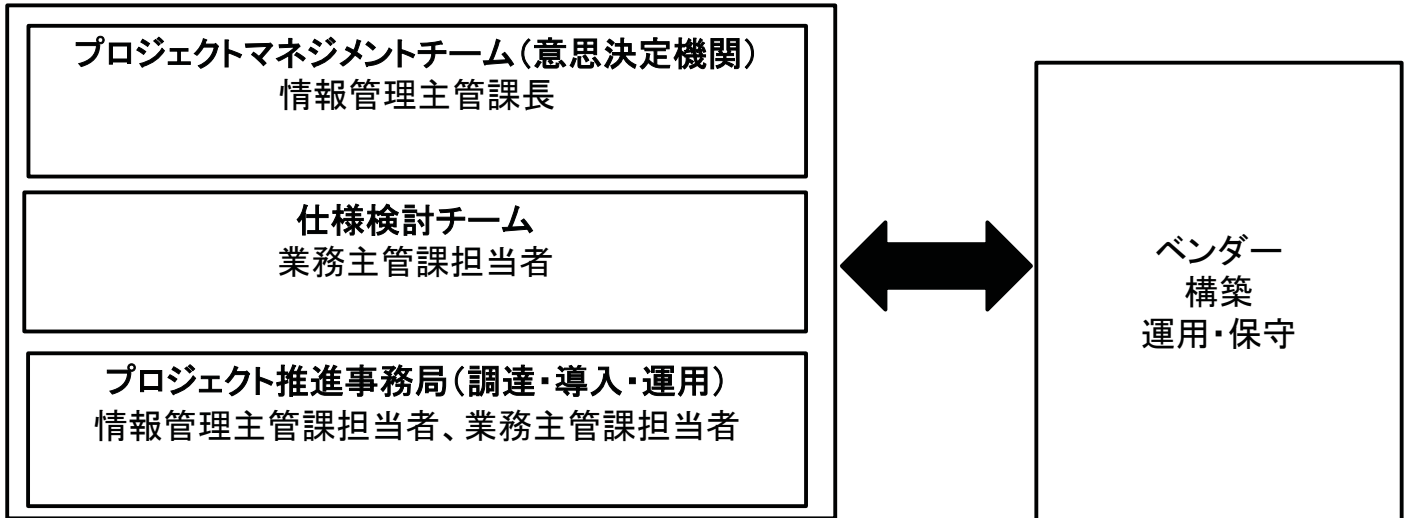 プロジェクトマネジメントチーム（意思決定機関）
情報管理主管課長
仕様検討チーム
業務主管課担当者
プロジェクト推進事務局（調達・導入・運用）
情報管理主管課担当者、業務主管課担当者
ベンダー
構築
運用・保守